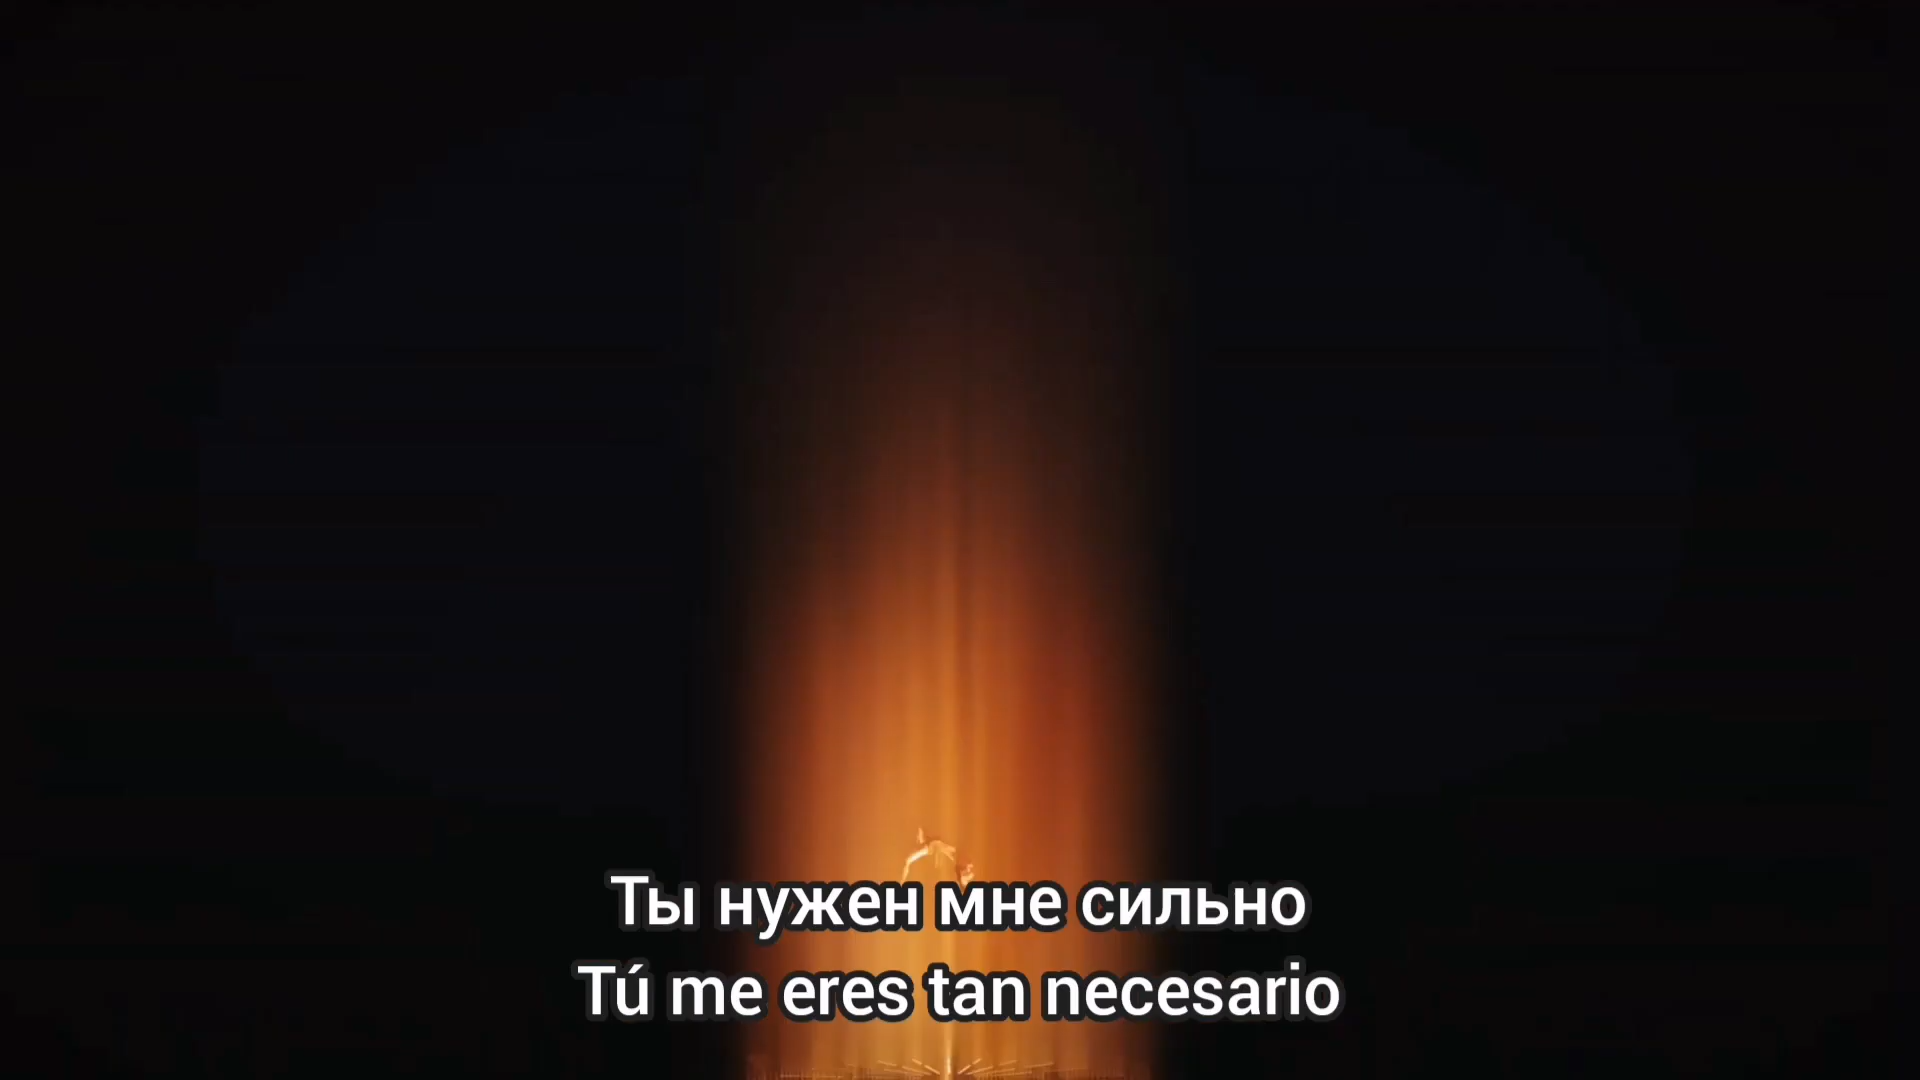 Ты нужен мне сильно
Tú me eres tan necesario